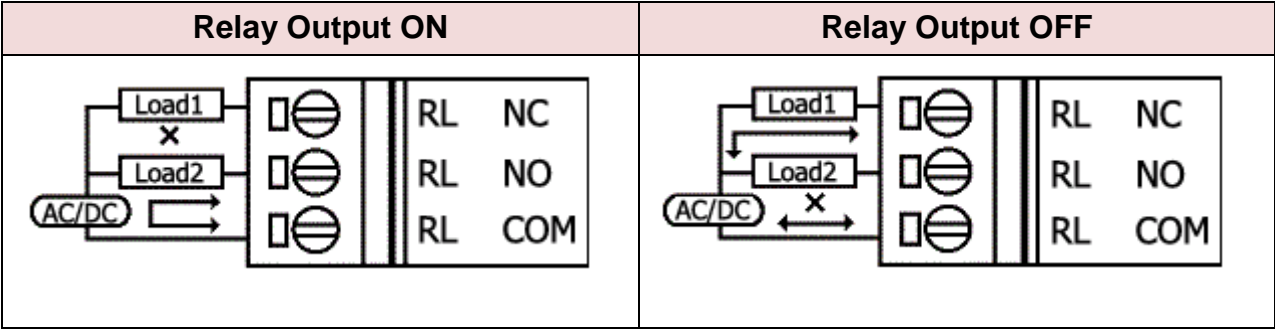 Relay Output ON
Relay Output OFF
Load1
RL NC
Load2
RL NO
AC/DC
RL COM
Load1
RL NC
Load2
RL NO
AC/DC
RL COM